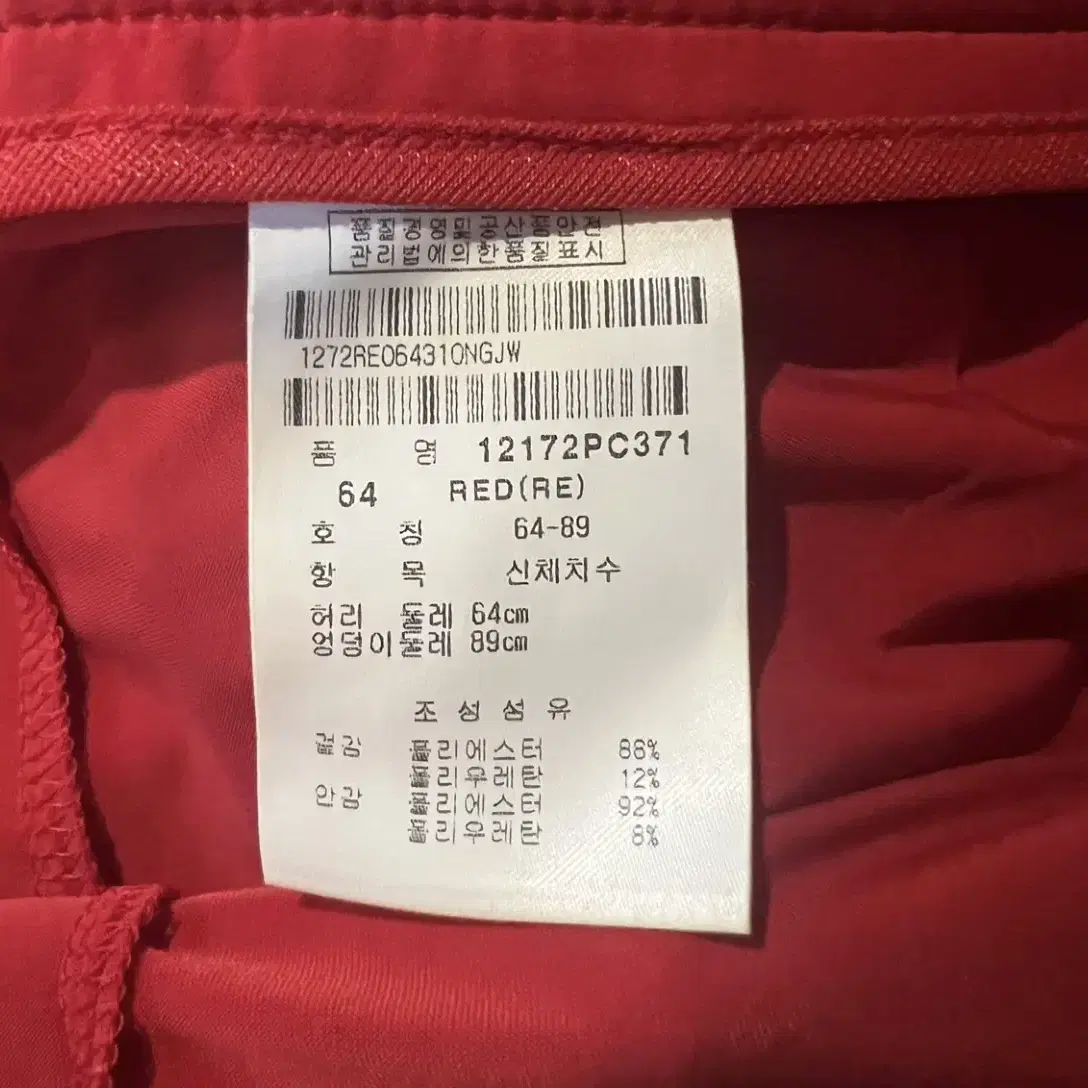 품질경영및공산품안전
관리법에의한품질표시
1272RE064310NGJW
품 명 12172PC371
64 RED(RE)
호 칭 64-89
항 목 신체치수
허리 둘레 64cm
엉덩이둘레 89cm
조성섬유
겉감 폴리에스터 88%
폴리우레탄 12%
안감 폴리에스터 92%
폴리우레탄 8%